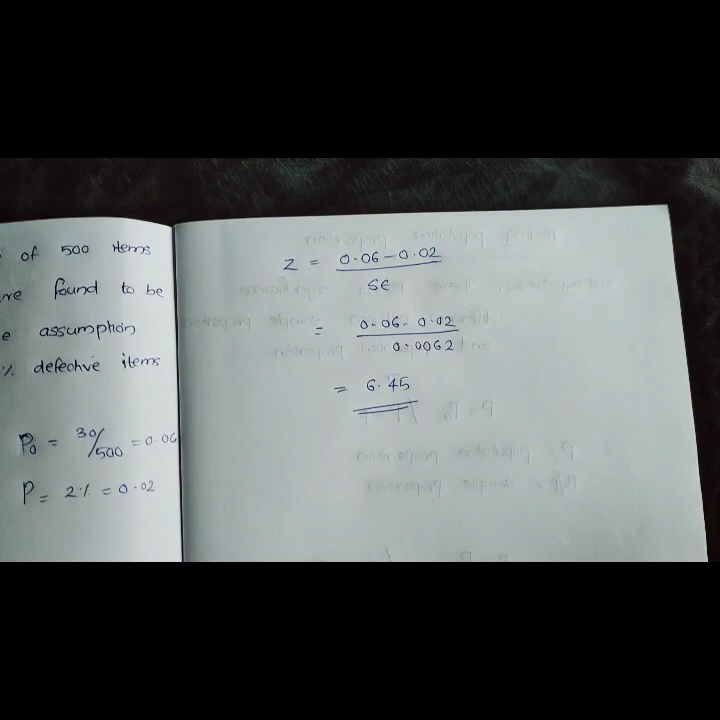 of 500 items
found to be
assumption
% defective items
P₀ = 30/500 = 0.06
P = 2% = 0.02
Z = 0.06 - 0.02
SE
= 0.06 - 0.02
0.0062
= 6.45